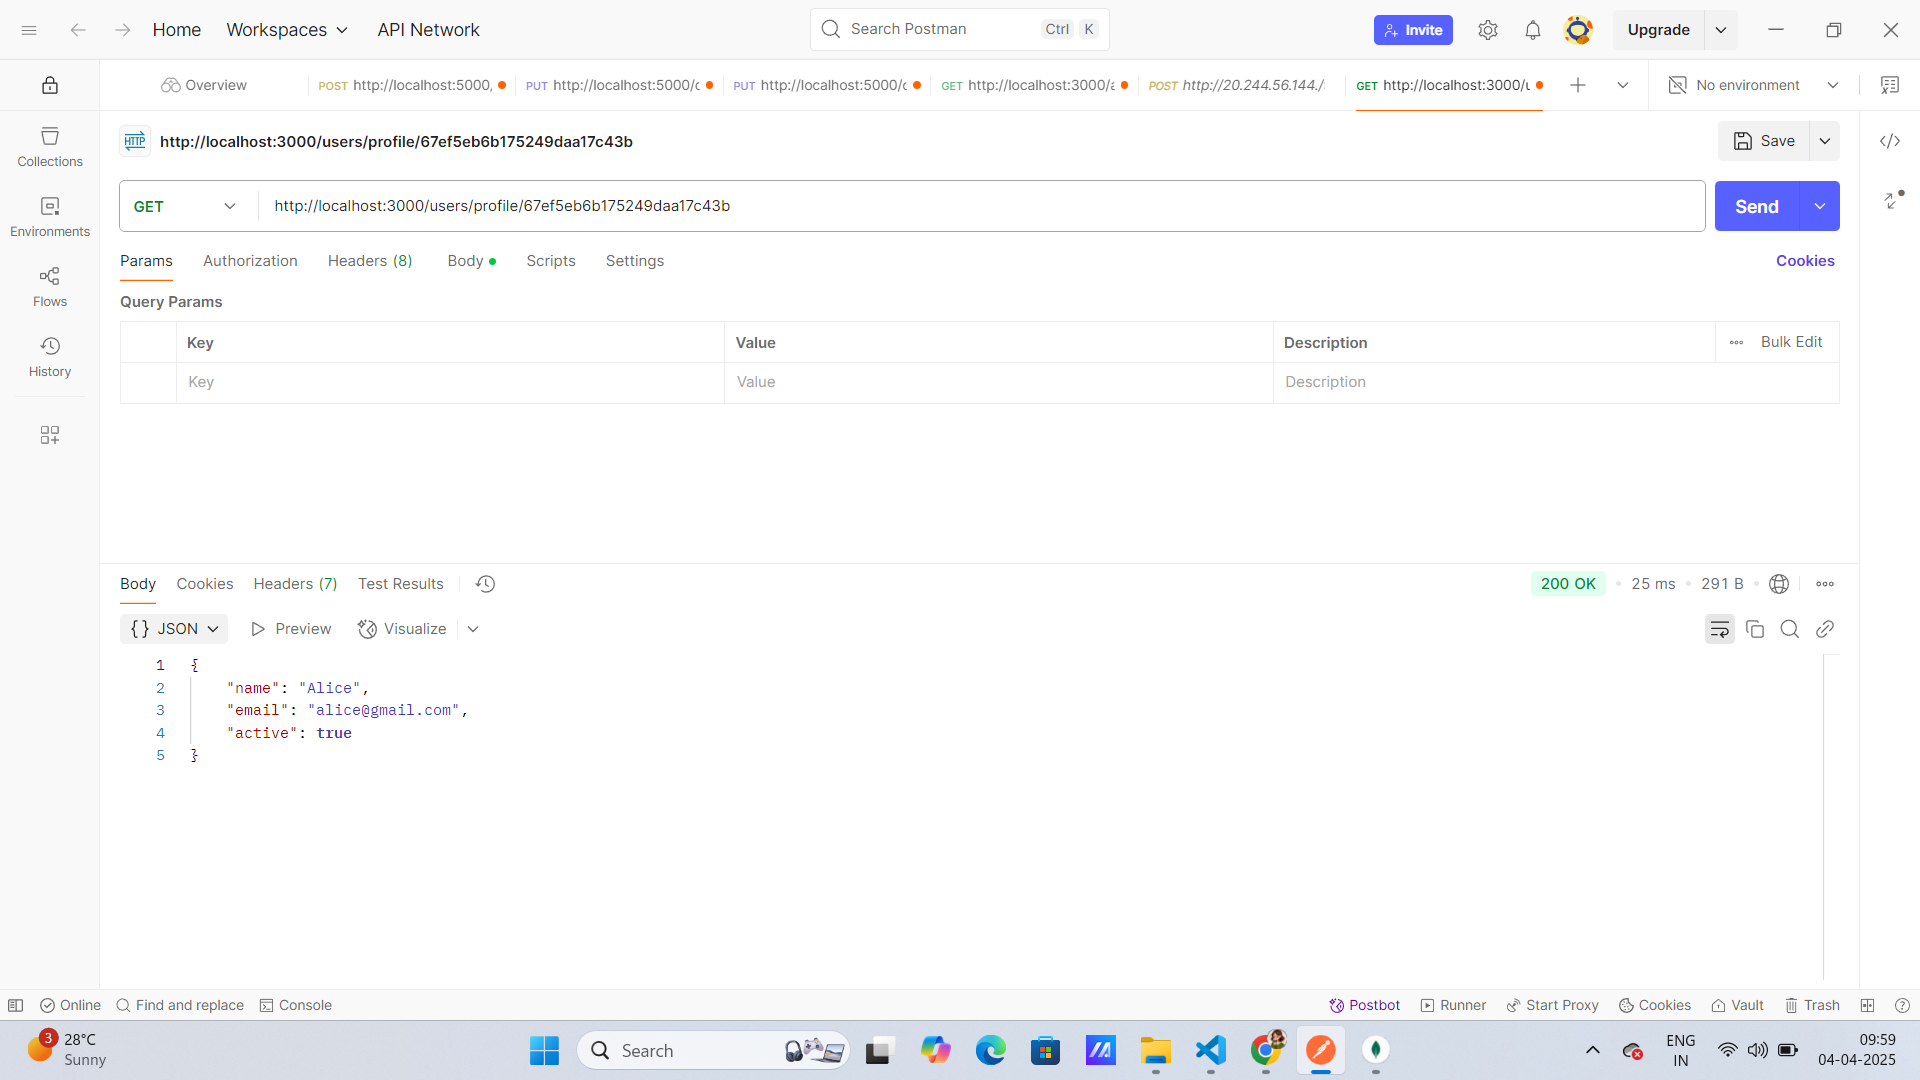 Home Workspaces API Network Search Postman Ctrl K Invite Upgrade
Overview POST http://localhost:5000, PUT http://localhost:5000/c PUT http://localhost:5000/c GET http://localhost:3000/a POST http://20.244.56.144./ GET http://localhost:3000/u No environment
HTTP http://localhost:3000/users/profile/67ef5eb6b175249daa17c43b Save
Collections
Environments
Flows
History
GET http://localhost:3000/users/profile/67ef5eb6b175249daa17c43b Send
Params Authorization Headers (8) Body Scripts Settings Cookies
Query Params
Key Value Description Bulk Edit
Key Value Description
Body Cookies Headers (7) Test Results 200 OK 25 ms 291 B
{} JSON Preview Visualize
1 {
2 "name": "Alice",
3 "email": "alice@gmail.com",
4 "active": true
5 }
Online Find and replace Console Postbot Runner Start Proxy Cookies Vault Trash
3 28°C
Sunny
Search
ENG
IN
09:59
04-04-2025